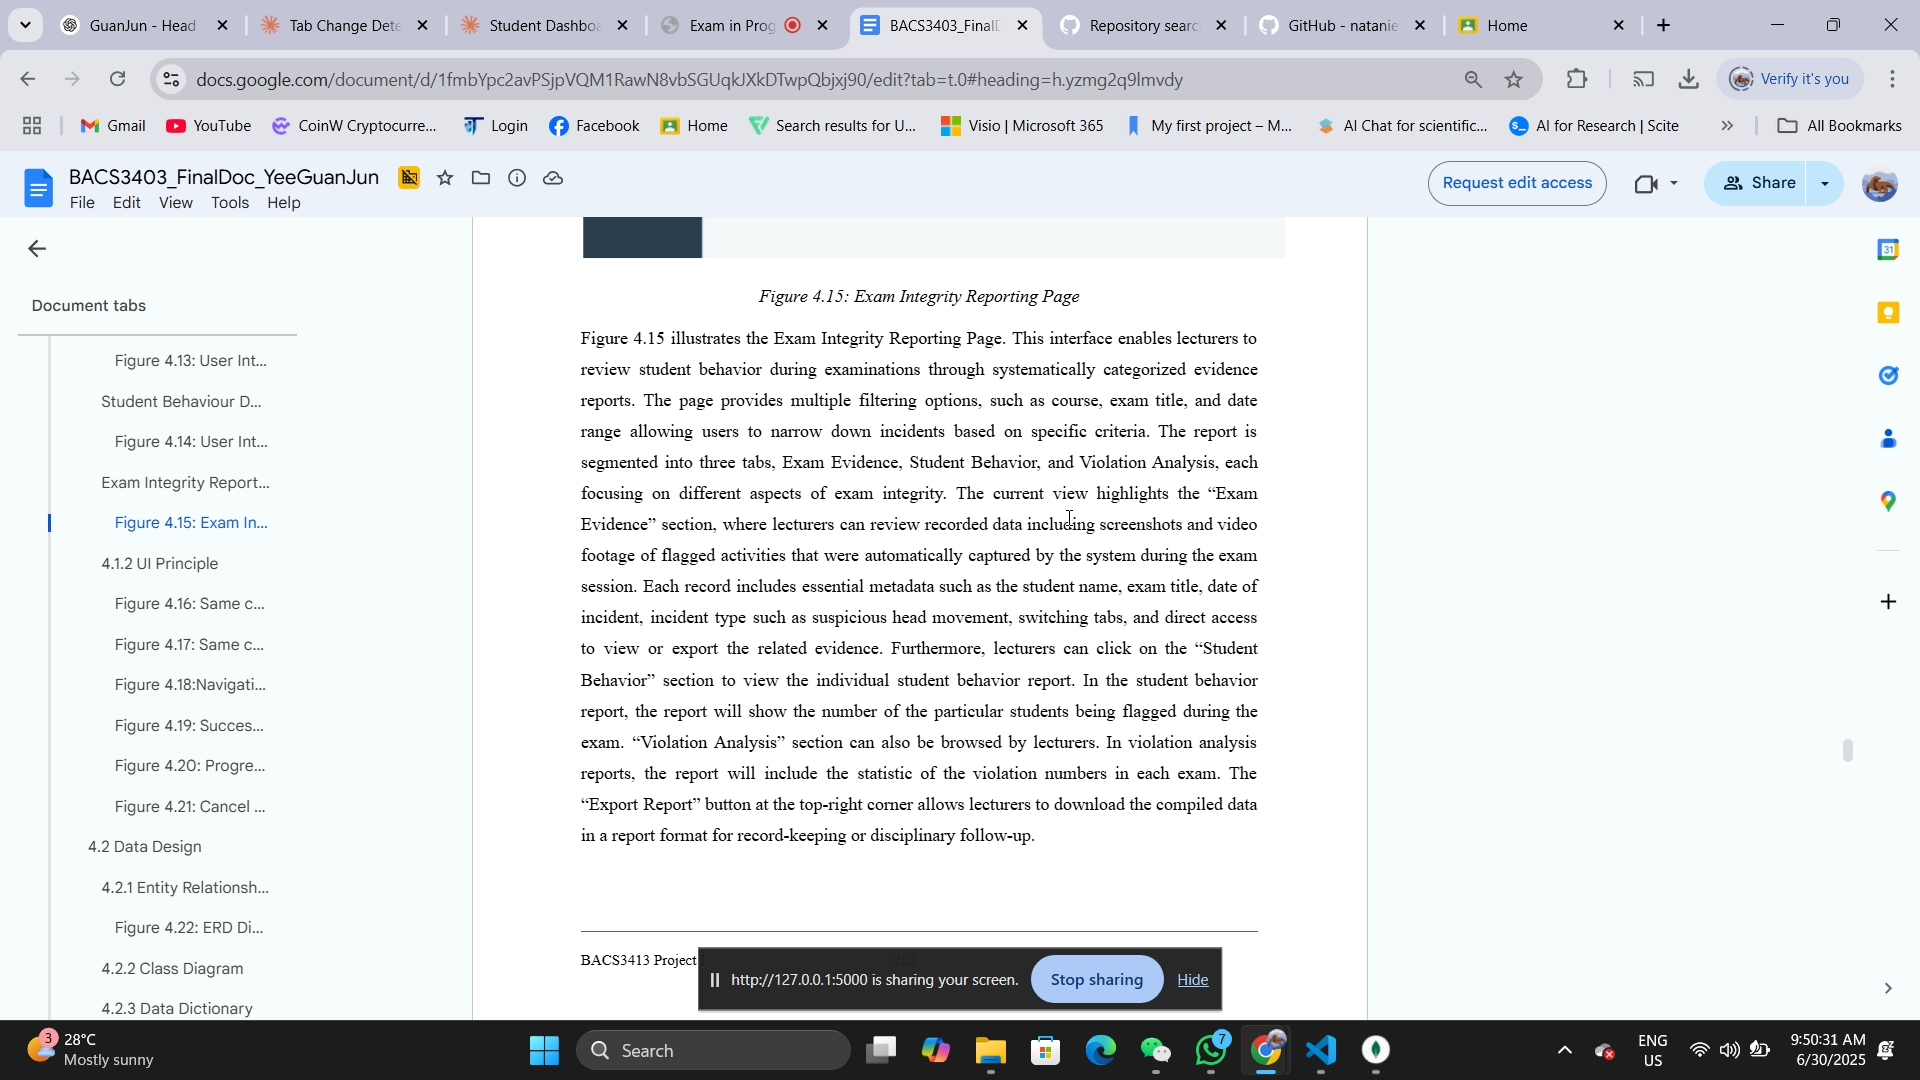 GuanJun - Head
Tab Change Dete
Student Dashboa
Exam in Prog
BACS3403_FinalD
Repository searc
GitHub - natanie
Home
docs.google.com/document/d/1fmbYpc2avPSjpVQM1RawN8vbSGUqkJXkDTwpQbjxj90/edit?tab=t.0#heading=h.yzmg2q9lmvdy
Verify it's you
Gmail
YouTube
CoinW Cryptocurre...
Login
Facebook
Home
Search results for U...
Visio | Microsoft 365
My first project – M...
AI Chat for scientific...
AI for Research | Scite
All Bookmarks
BACS3403_FinalDoc_YeeGuanJun
File Edit View Tools Help
Request edit access
Share
Document tabs
Figure 4.13: User Int...
Student Behaviour D...
Figure 4.14: User Int...
Exam Integrity Report...
Figure 4.15: Exam In...
4.1.2 UI Principle
Figure 4.16: Same c...
Figure 4.17: Same c...
Figure 4.18:Navigati...
Figure 4.19: Succes...
Figure 4.20: Progre...
Figure 4.21: Cancel ...
4.2 Data Design
4.2.1 Entity Relationsh...
Figure 4.22: ERD Di...
4.2.2 Class Diagram
4.2.3 Data Dictionary
Figure 4.15: Exam Integrity Reporting Page
Figure 4.15 illustrates the Exam Integrity Reporting Page. This interface enables lecturers to
review student behavior during examinations through systematically categorized evidence
reports. The page provides multiple filtering options, such as course, exam title, and date
range allowing users to narrow down incidents based on specific criteria. The report is
segmented into three tabs, Exam Evidence, Student Behavior, and Violation Analysis, each
focusing on different aspects of exam integrity. The current view highlights the “Exam
Evidence” section, where lecturers can review recorded data including screenshots and video
footage of flagged activities that were automatically captured by the system during the exam
session. Each record includes essential metadata such as the student name, exam title, date of
incident, incident type such as suspicious head movement, switching tabs, and direct access
to view or export the related evidence. Furthermore, lecturers can click on the “Student
Behavior” section to view the individual student behavior report. In the student behavior
report, the report will show the number of the particular students being flagged during the
exam. “Violation Analysis” section can also be browsed by lecturers. In violation analysis
reports, the report will include the statistic of the violation numbers in each exam. The
“Export Report” button at the top-right corner allows lecturers to download the compiled data
in a report format for record-keeping or disciplinary follow-up.
BACS3413 Project
http://127.0.0.1:5000 is sharing your screen.
Stop sharing
Hide
31
3
28°C
Mostly sunny
Search
7
ENG
US
9:50:31 AM
6/30/2025